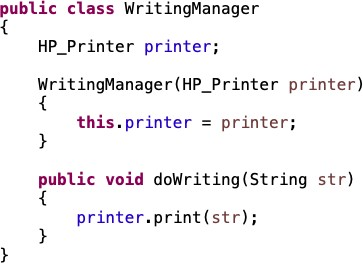 public class WritingManager
{
    HP_Printer printer;

    WritingManager(HP_Printer printer)
    {
        this.printer = printer;
    }

    public void doWriting(String str)
    {
        printer.print(str);
    }
}